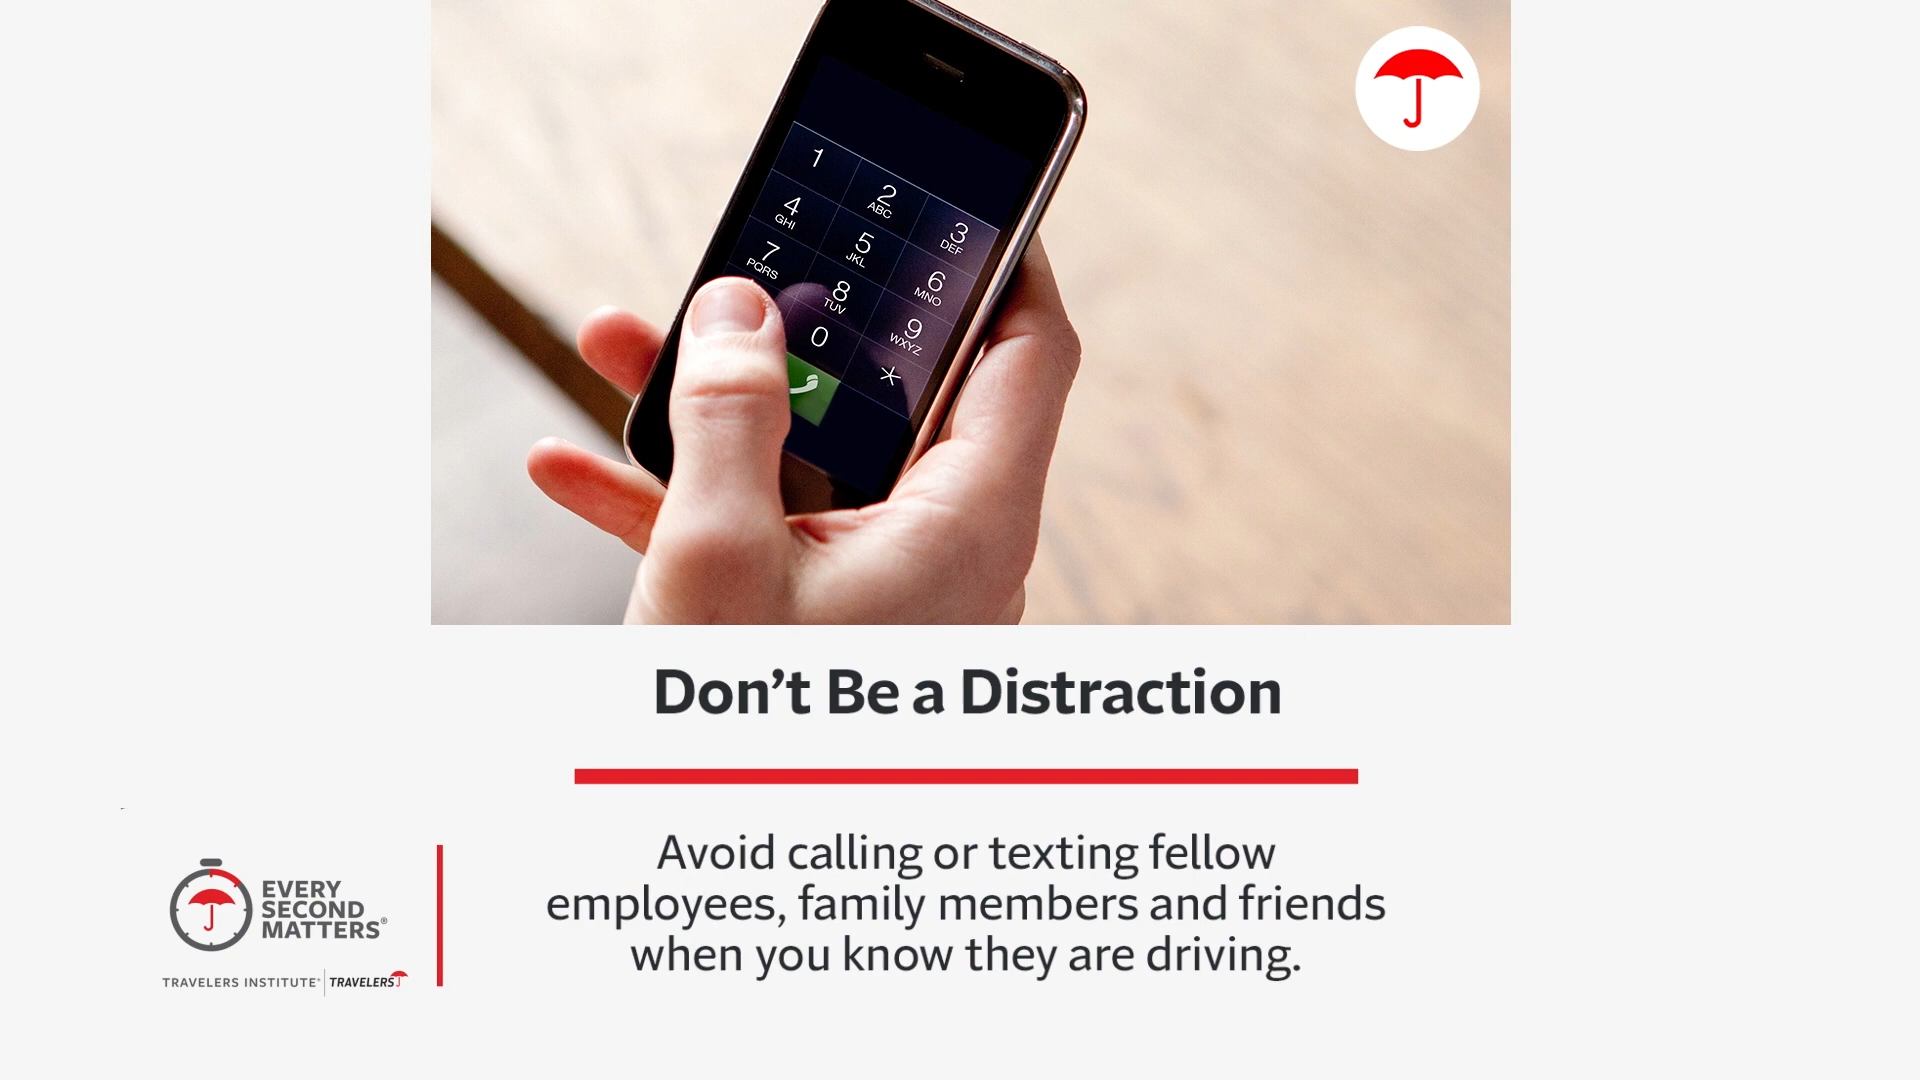 1
2
ABC
3
DEF
4
GHI
5
JKL
6
MNO
7
PQRS
8
TUV
9
WXYZ
0
*
Don’t Be a Distraction
Avoid calling or texting fellow
employees, family members and friends
when you know they are driving.
EVERY
SECOND
MATTERS®
TRAVELERS INSTITUTE® | TRAVELERS